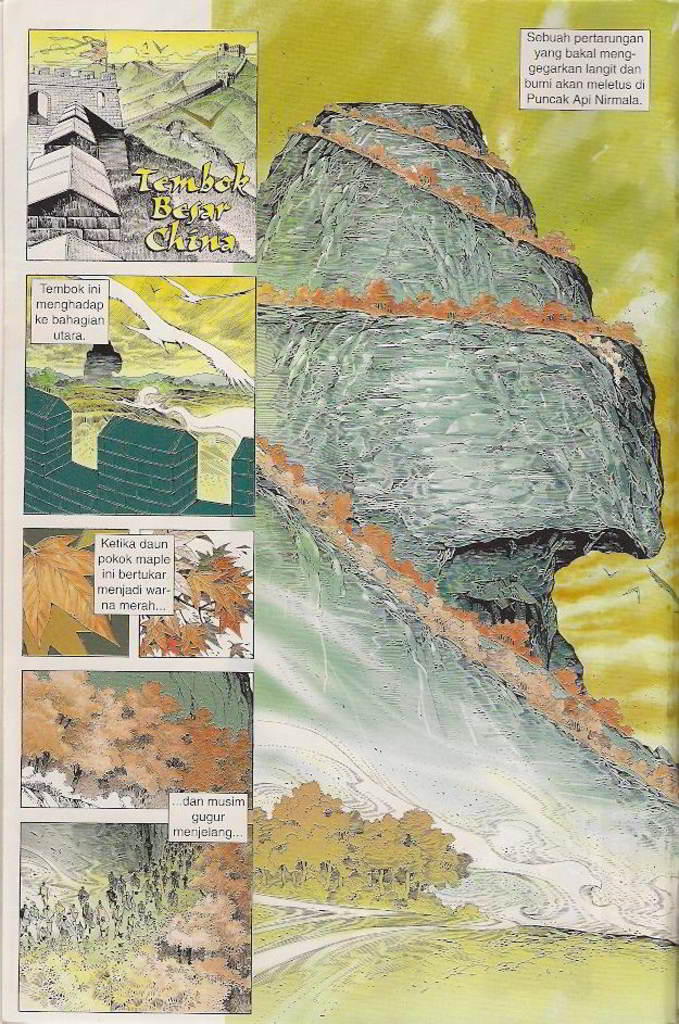 Tembok
Besar
China
Tembok ini
menghadap
ke bahagian
utara.
Ketika daun
pokok maple
ini bertukar
menjadi war-
na merah...
...dan musim
gugur
menjelang...
Sebuah pertarungan
yang bakal meng-
gegarkan langit dan
bumi akan meletus di
Puncak Api Nirmala.